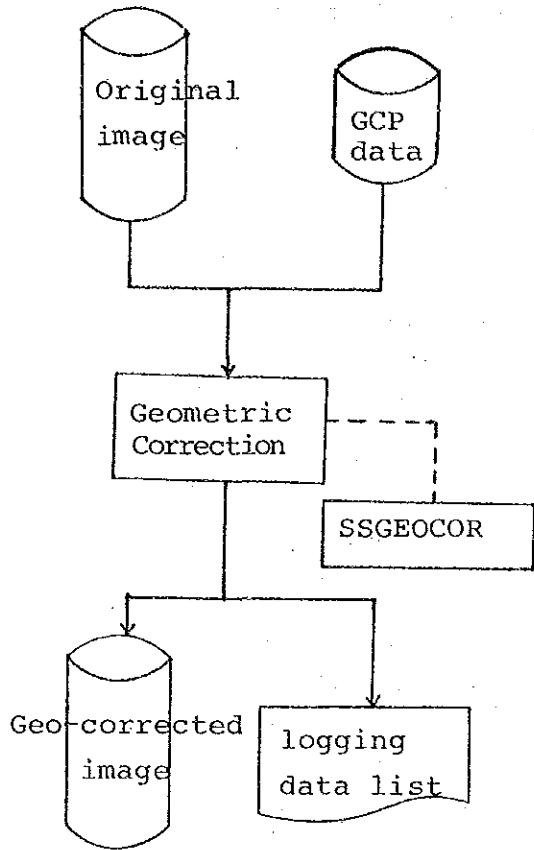 Original
image
GCP
data
Geometric
Correction
SSGEOCOR
Geo-corrected
image
logging
data list